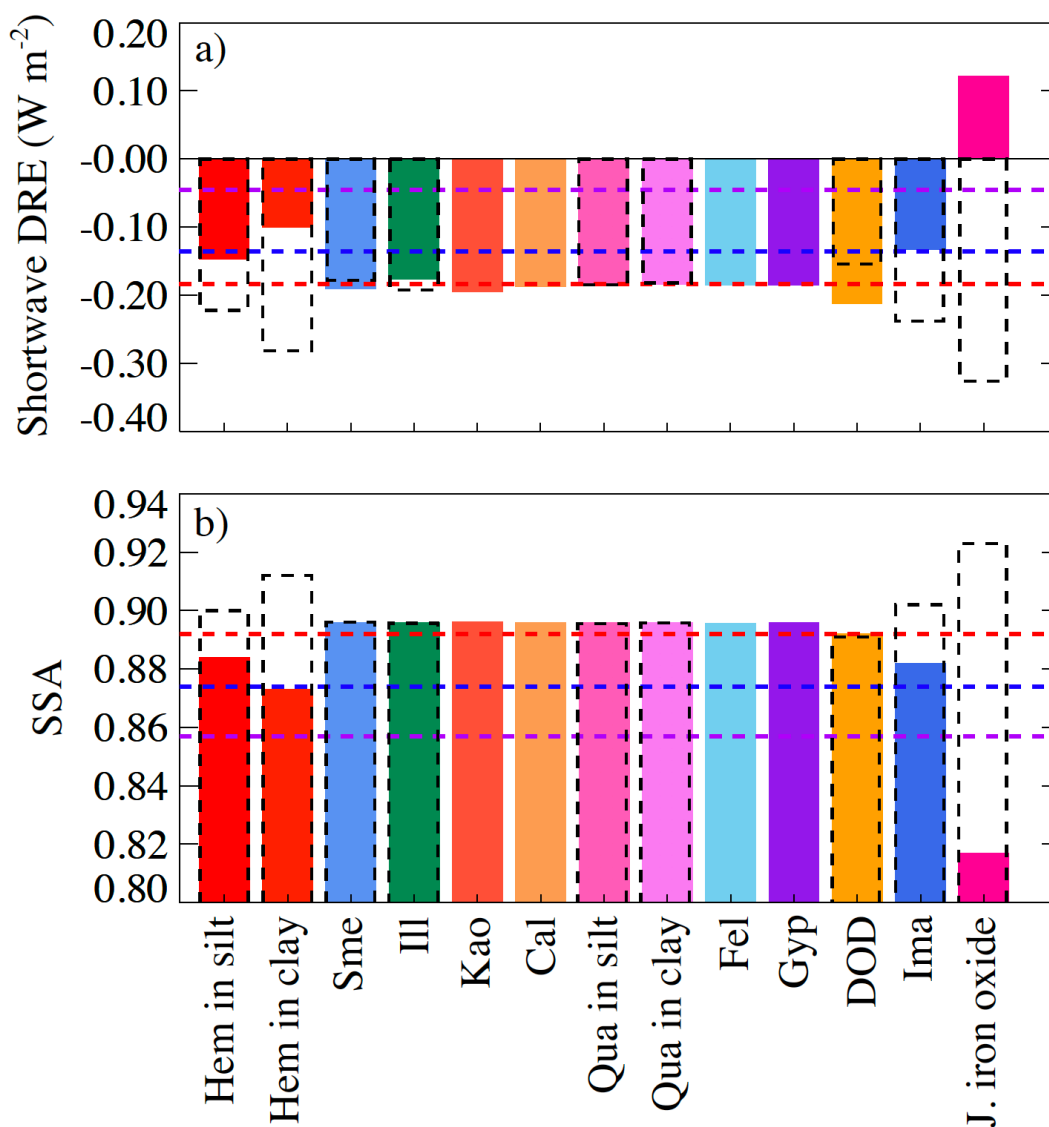 Shortwave DRE (W m⁻²)
a)
0.20
0.10
-0.00
-0.10
-0.20
-0.30
-0.40
SSA
b)
0.94
0.92
0.90
0.88
0.86
0.84
0.82
0.80
Hem in silt
Hem in clay
Sme
Ill
Kao
Cal
Qua in silt
Qua in clay
Fel
Gyp
DOD
Ima
J. iron oxide